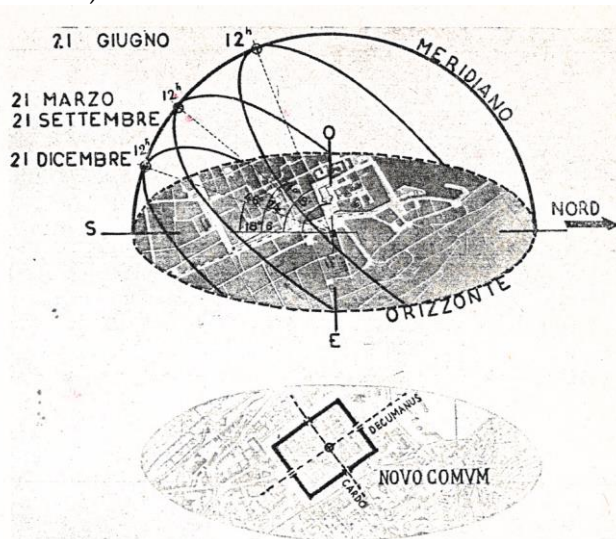 21 GIUGNO
12h
MERIDIANO
21 MARZO
21 SETTEMBRE
12h
21 DICEMBRE
12h
O
S
NORD
ORIZZONTE
E
DECUMANUS
NOVO COMVM
CARDO